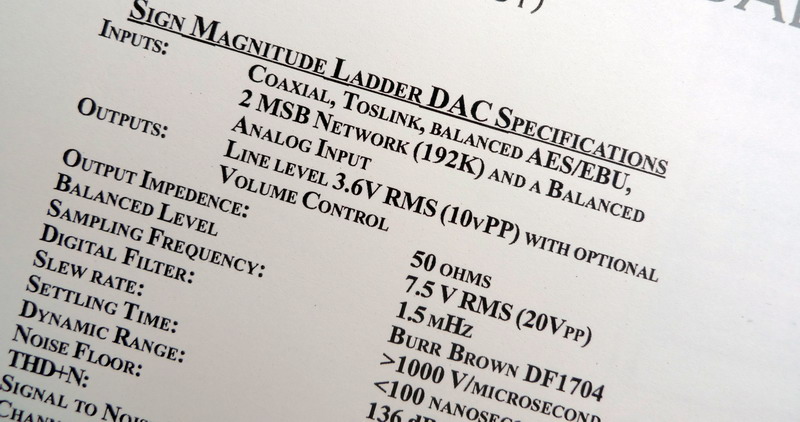 SIGN MAGNITUDE LADDER DAC SPECIFICATIONS
INPUTS: COAXIAL, TOSLINK, BALANCED AES/EBU,
2 MSB NETWORK (192K) AND A BALANCED
ANALOG INPUT
OUTPUTS: LINE LEVEL 3.6V RMS (10VPP) WITH OPTIONAL
VOLUME CONTROL
OUTPUT IMPEDENCE: 50 OHMS
BALANCED LEVEL 7.5 V RMS (20VPP)
SAMPLING FREQUENCY: 1.5 MHZ
DIGITAL FILTER: BURR BROWN DF1704
SLEW RATE: >1000 V/MICROSECOND
SETTLING TIME: <100
DYNAMIC RANGE: 136
NOISE FLOOR:
THD+N:
SIGNAL TO